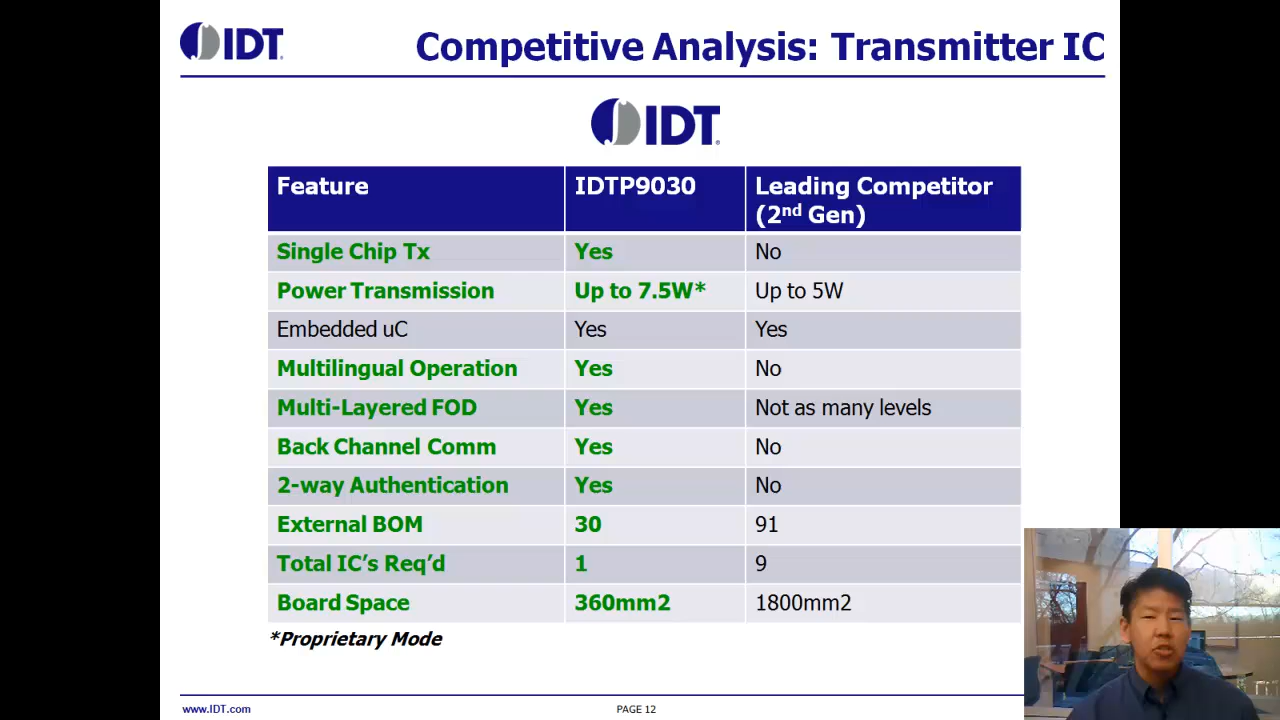 IDT
Competitive Analysis: Transmitter IC
IDT
Feature IDTP9030 Leading Competitor
(2nd Gen)
Single Chip Tx Yes No
Power Transmission Up to 7.5W* Up to 5W
Embedded uC Yes Yes
Multilingual Operation Yes No
Multi-Layered FOD Yes Not as many levels
Back Channel Comm Yes No
2-way Authentication Yes No
External BOM 30 91
Total IC's Req'd 1 9
Board Space 360mm2 1800mm2
*Proprietary Mode
www.IDT.com PAGE 12